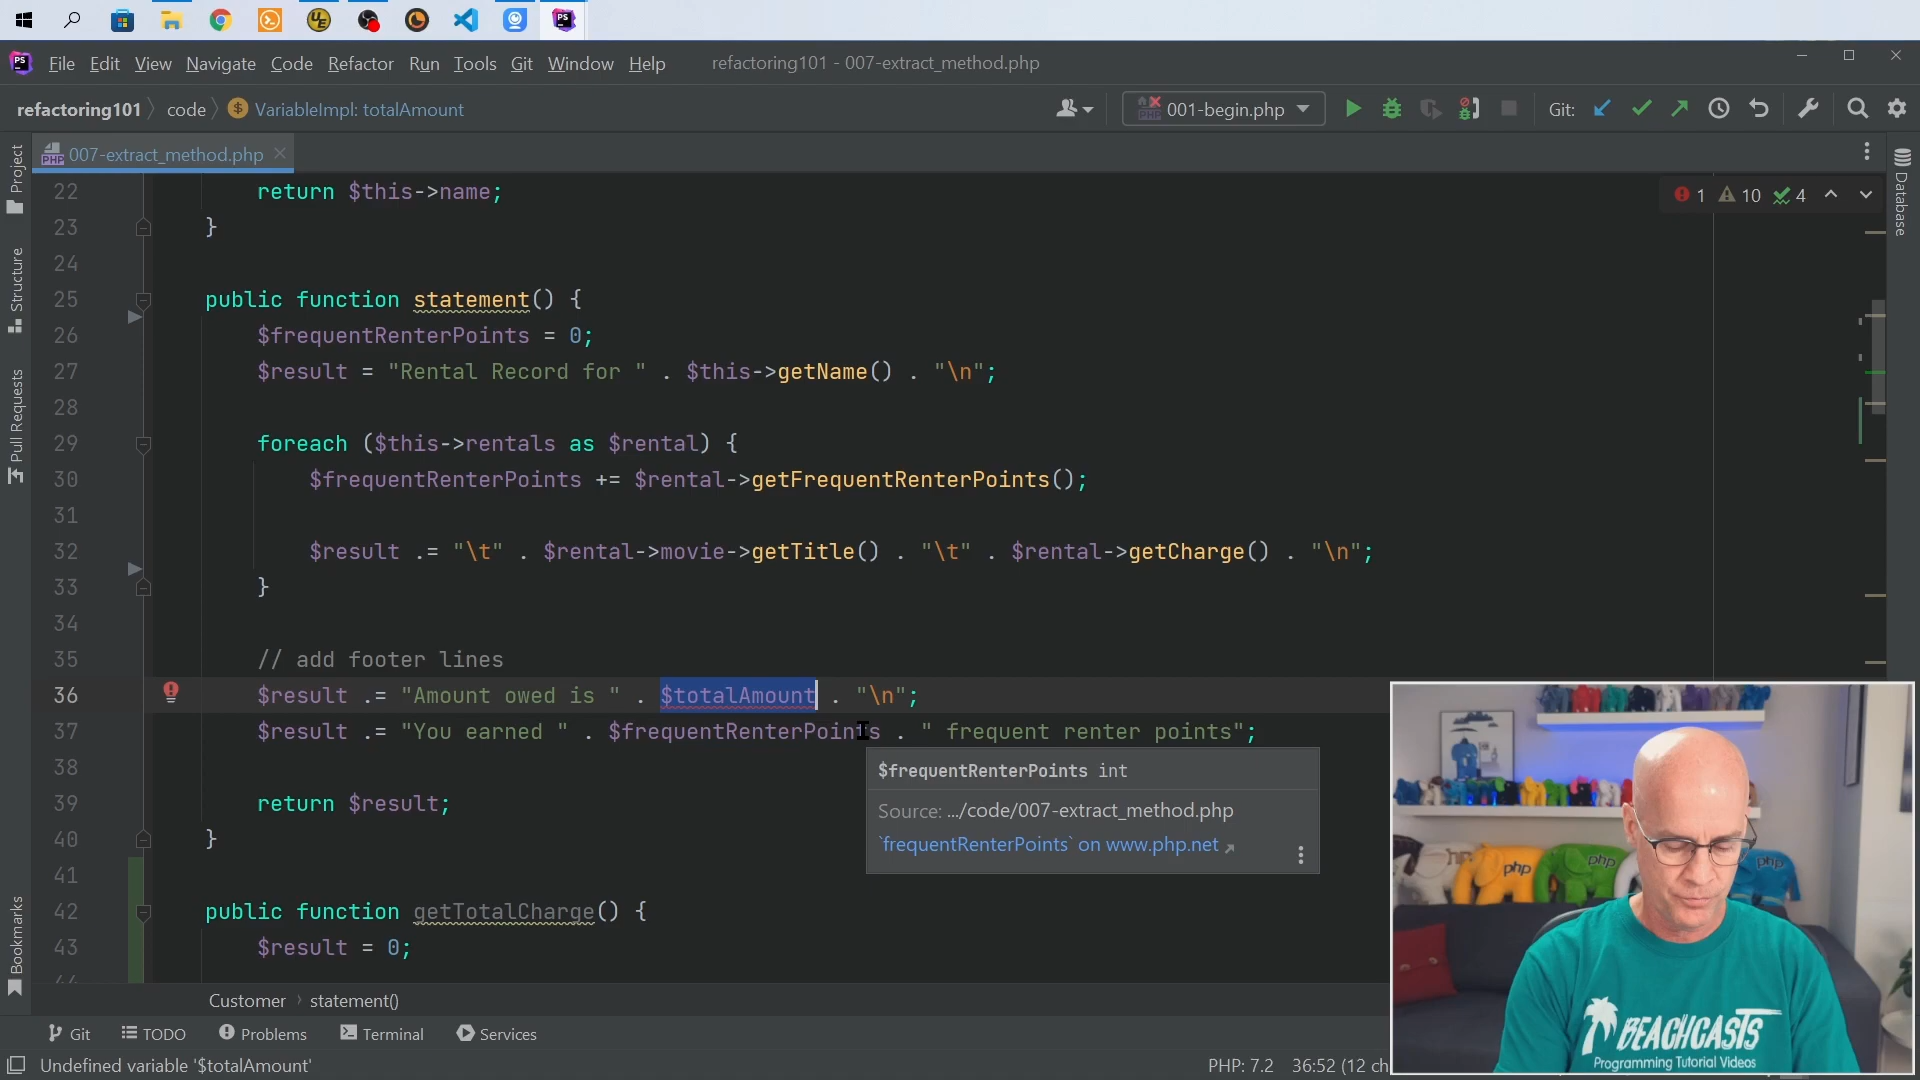 File Edit View Navigate Code Refactor Run Tools Git Window Help refactoring101 - 007-extract_method.php
refactoring101 code VariableImpl: totalAmount 001-begin.php Git:
007-extract_method.php
Project
Structure
Pull Requests
Bookmarks
Database
1 10 4
22 return $this->name;
23 }
24
25 public function statement() {
26 $frequentRenterPoints = 0;
27 $result = "Rental Record for " . $this->getName() . "\n";
28
29 foreach ($this->rentals as $rental) {
30 $frequentRenterPoints += $rental->getFrequentRenterPoints();
31
32 $result .= "\t" . $rental->movie->getTitle() . "\t" . $rental->getCharge() . "\n";
33 }
34
35 // add footer lines
36 $result .= "Amount owed is " . $totalAmount . "\n";
37 $result .= "You earned " . $frequentRenterPoints . " frequent renter points";
38
39 return $result;
40 }
41
42 public function getTotalCharge() {
43 $result = 0;
$frequentRenterPoints int
Source: .../code/007-extract_method.php
`frequentRenterPoints` on www.php.net
Customer statement()
Git TODO Problems Terminal Services
Undefined variable '$totalAmount' PHP: 7.2 36:52 (12 ch
php
php
php
BEACHCASTS
Programming Tutorial Videos